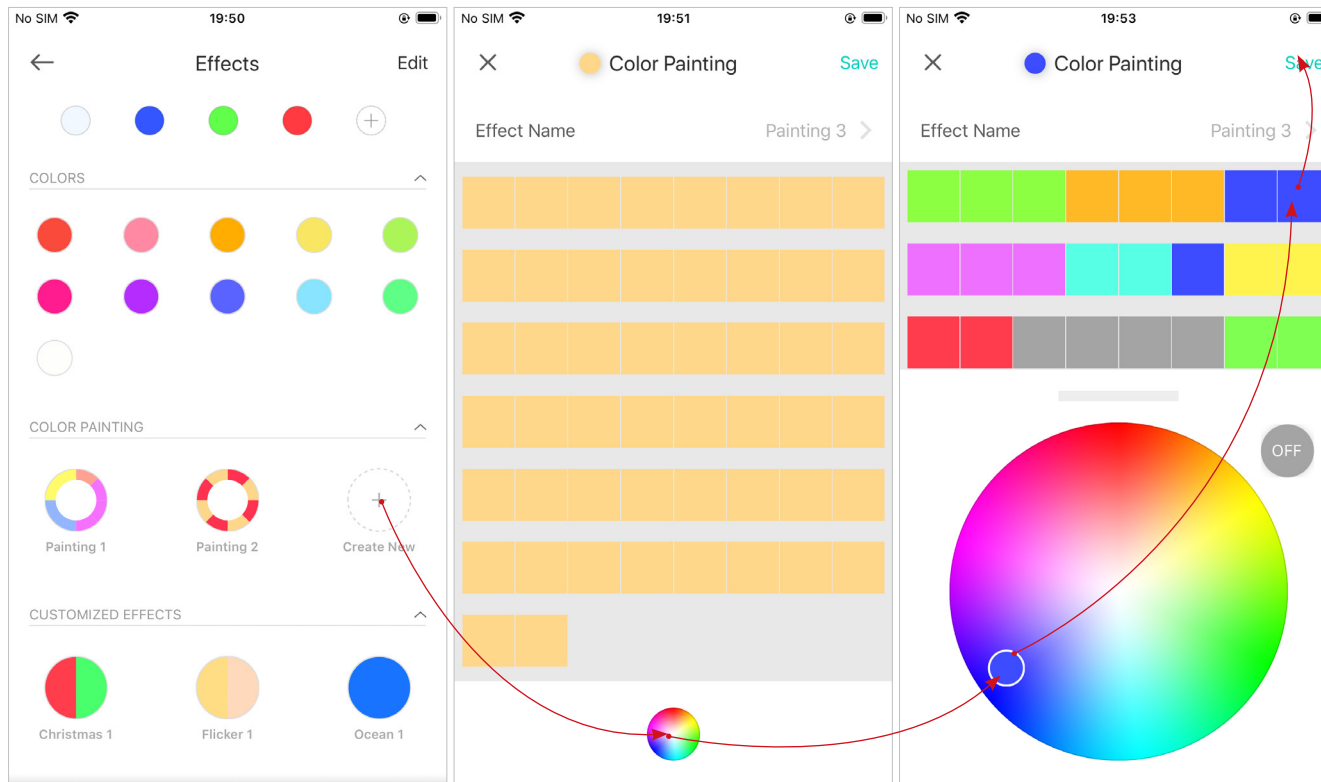 No SIM 19:50
Effects
Edit
COLORS
COLOR PAINTING
Painting 1
Painting 2
Create New
CUSTOMIZED EFFECTS
Christmas 1
Flicker 1
Ocean 1
No SIM 19:51
Color Painting
Save
Effect Name
Painting 3
No SIM 19:53
Color Painting
Save
Effect Name
Painting 3
OFF